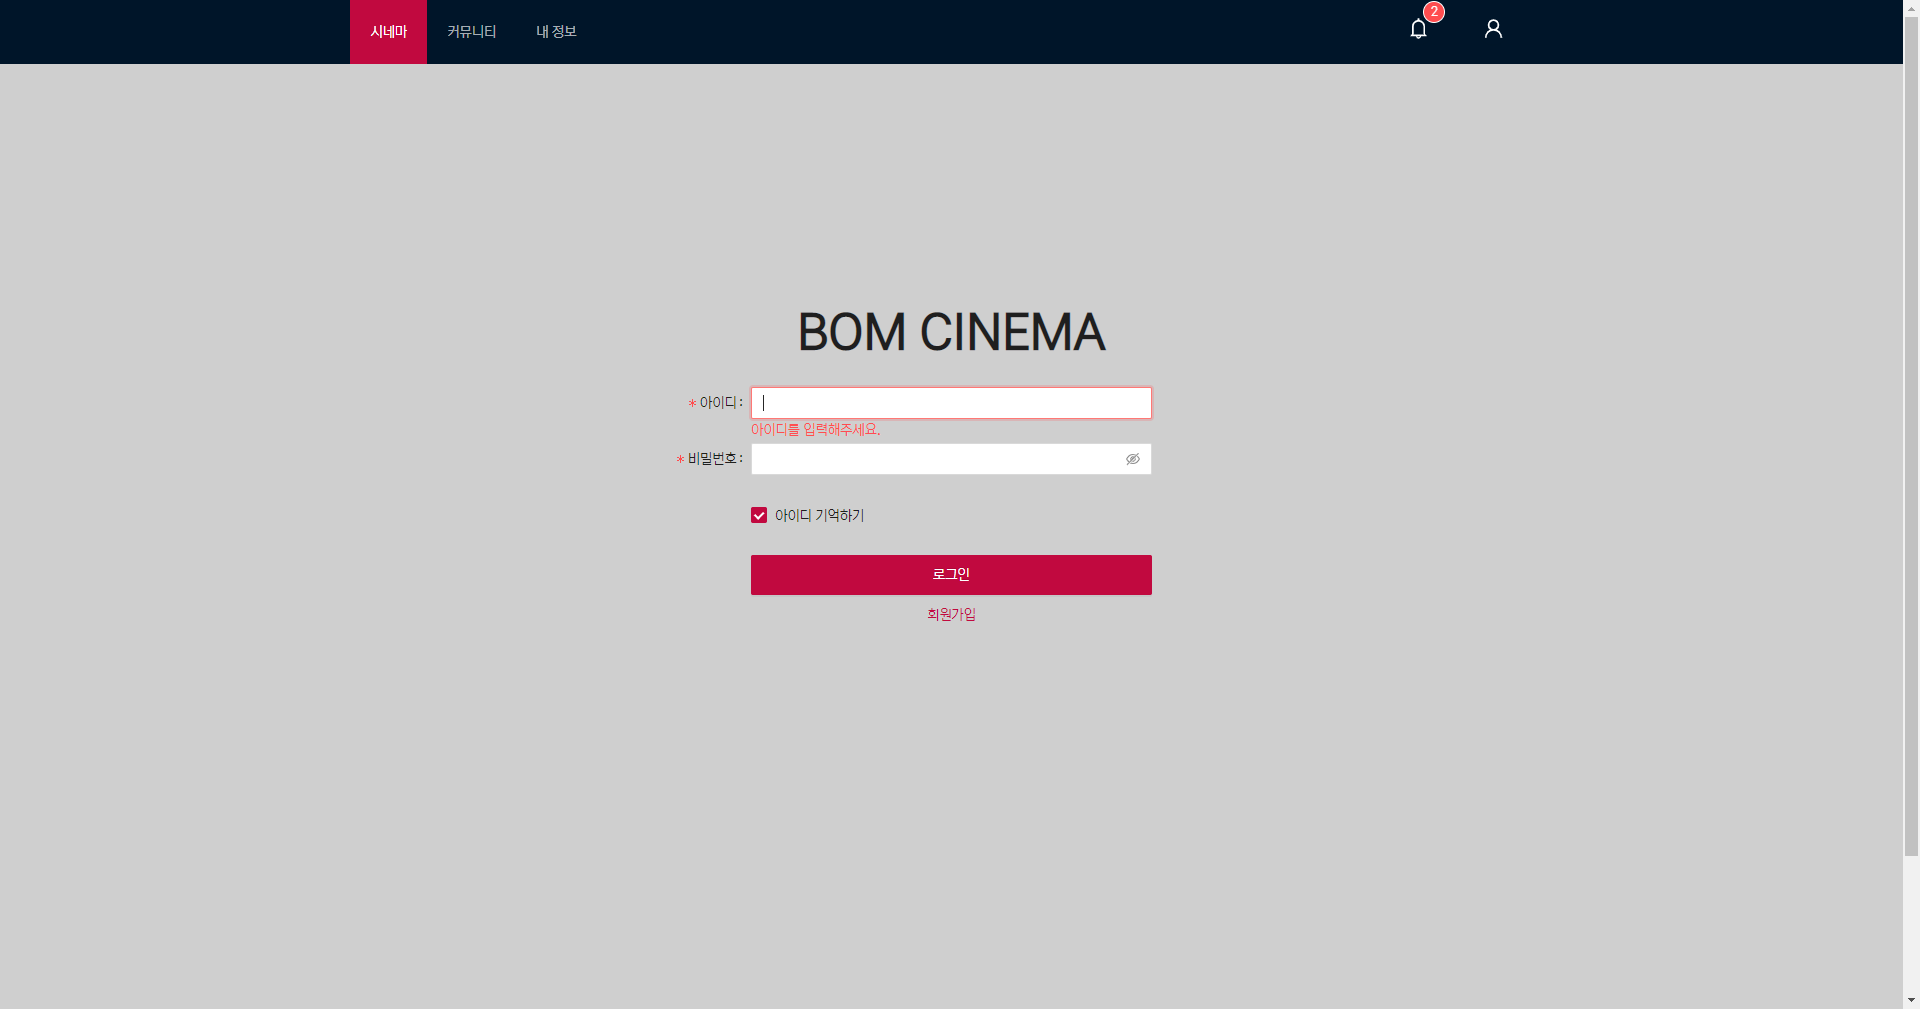 시네마 커뮤니티 내 정보 2
BOM CINEMA
* 아이디 :
아이디를 입력해주세요.
* 비밀번호 :
아이디 기억하기
로그인
회원가입